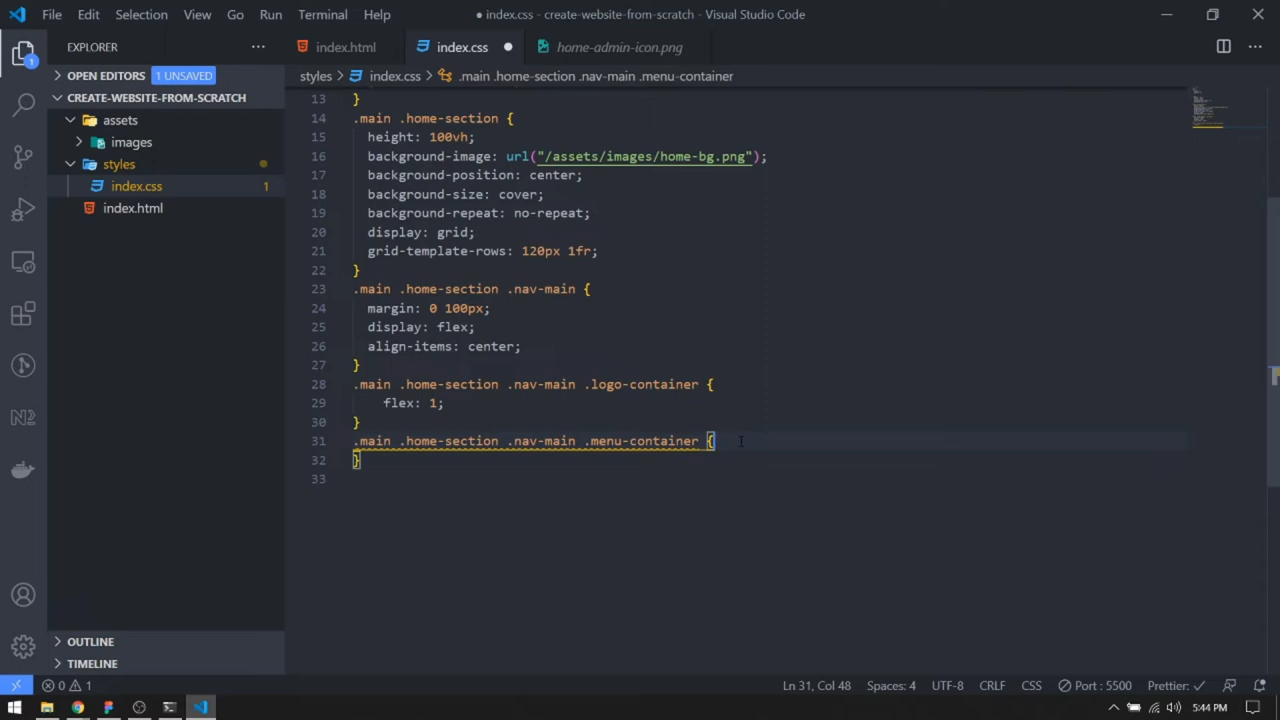 File Edit Selection View Go Run Terminal Help
● index.css - create-website-from-scratch - Visual Studio Code
EXPLORER
index.html
index.css
home-admin-icon.png
OPEN EDITORS 1 UNSAVED
styles > index.css > .main .home-section .nav-main .menu-container
CREATE-WEBSITE-FROM-SCRATCH
assets
images
styles
index.css 1
index.html
1
13 }
14 .main .home-section {
15 height: 100vh;
16 background-image: url("/assets/images/home-bg.png");
17 background-position: center;
18 background-size: cover;
19 background-repeat: no-repeat;
20 display: grid;
21 grid-template-rows: 120px 1fr;
22 }
23 .main .home-section .nav-main {
24 margin: 0 100px;
25 display: flex;
26 align-items: center;
27 }
28 .main .home-section .nav-main .logo-container {
29 flex: 1;
30 }
31 .main .home-section .nav-main .menu-container {
32 }
33
OUTLINE
TIMELINE
0 1
Ln 31, Col 48
Spaces: 4
UTF-8
CRLF
CSS
Port : 5500
Prettier: ✓
5:44 PM